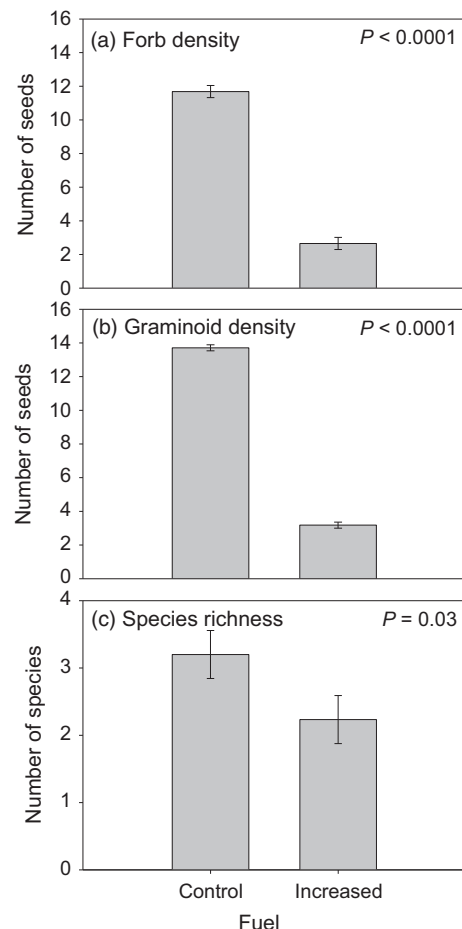 (a) Forb density
P < 0.0001
Number of seeds
16
14
12
10
8
6
4
2
0
(b) Graminoid density
P < 0.0001
Number of seeds
16
14
12
10
8
6
4
2
0
(c) Species richness
P = 0.03
Number of species
4
3
2
1
0
Control
Increased
Fuel